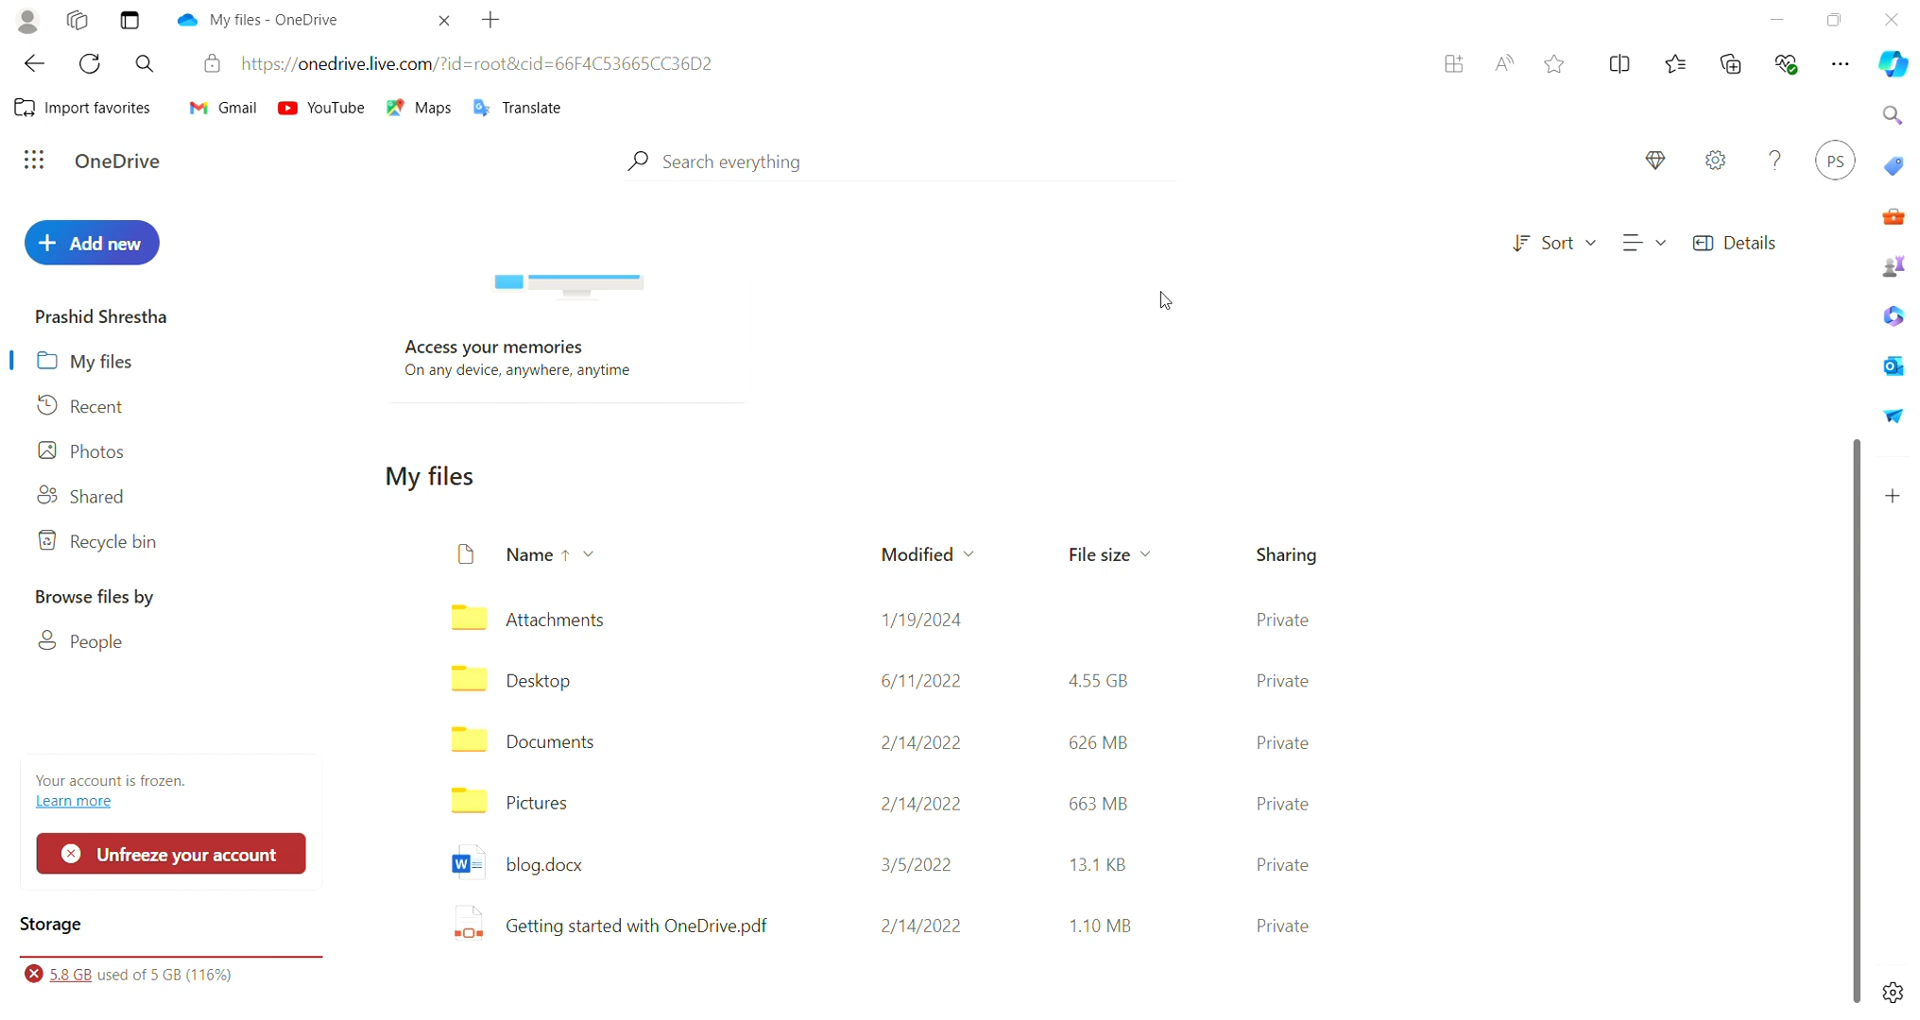 My files - OneDrive
https://onedrive.live.com/?id=root&cid=66F4C53665CC36D2
Import favorites Gmail YouTube Maps Translate
OneDrive Search everything PS
Add new Sort Details
Prashid Shrestha
My files
Recent
Photos
Shared
Recycle bin
Browse files by
People
Your account is frozen.
Learn more
Unfreeze your account
Storage
5.8 GB used of 5 GB (116%)
Access your memories
On any device, anywhere, anytime
My files
Name Modified File size Sharing
Attachments 1/19/2024 Private
Desktop 6/11/2022 4.55 GB Private
Documents 2/14/2022 626 MB Private
Pictures 2/14/2022 663 MB Private
blog.docx 3/5/2022 13.1 KB Private
Getting started with OneDrive.pdf 2/14/2022 1.10 MB Private